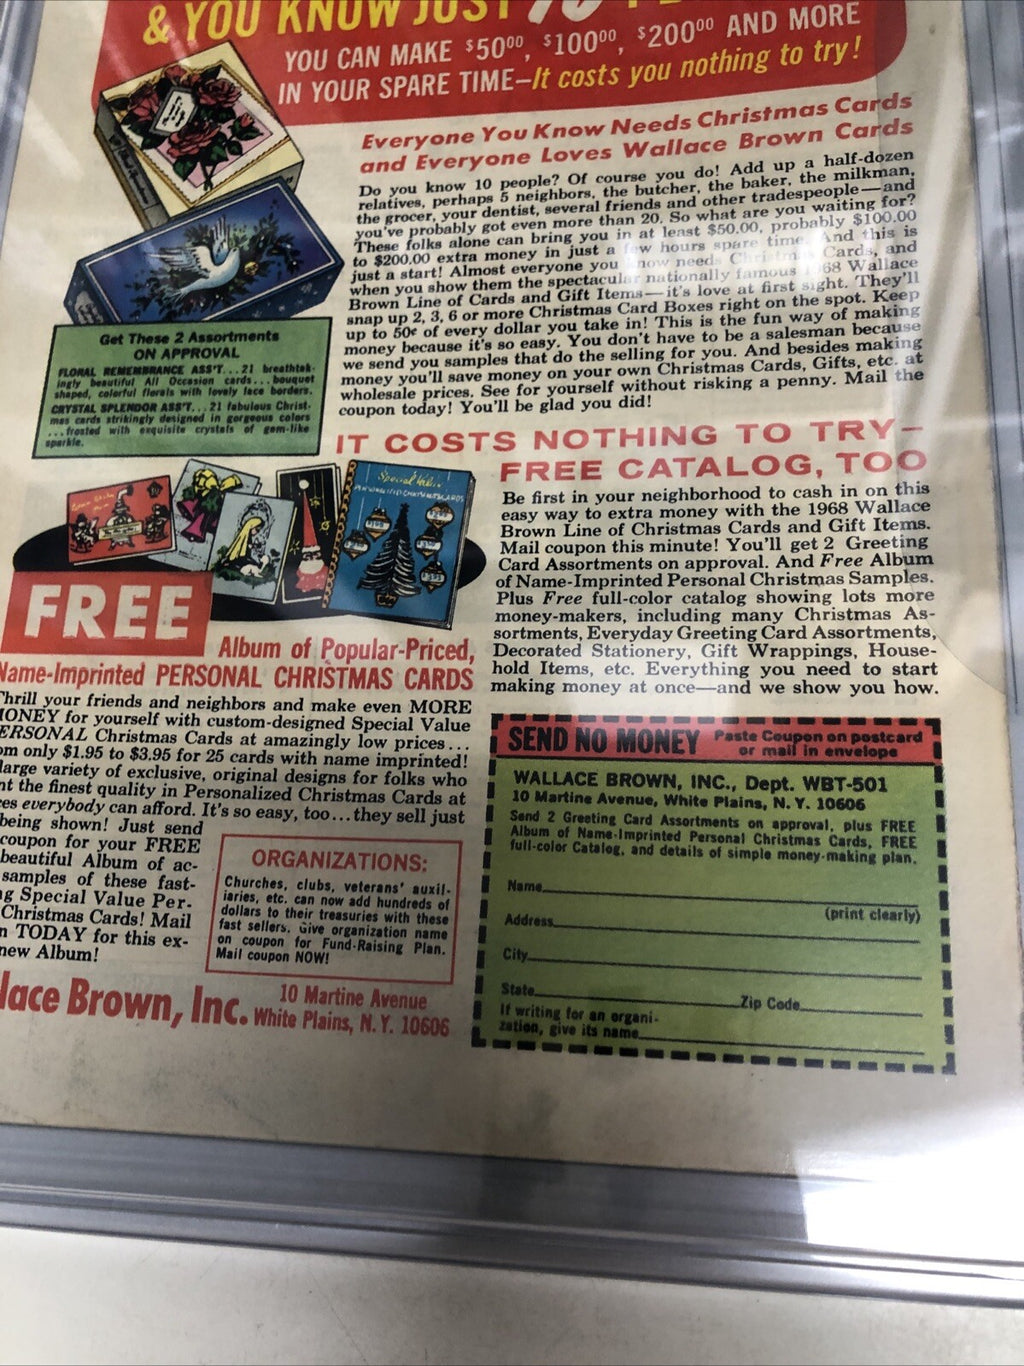 & YOU KNOW JUST 10
YOU CAN MAKE $50.00, $100.00, $200.00 AND MORE
IN YOUR SPARE TIME—It costs you nothing to try!
Everyone You Know Needs Christmas Cards
and Everyone Loves Wallace Brown Cards
Do you know 10 people? Of course you do! Add up a half-dozen
relatives, perhaps 5 neighbors, the butcher, the baker, the milkman,
the grocer, your dentist, several friends and other tradespeople—and
you've probably got even more than 20. So what are you waiting for?
These folks alone can bring you in at least $50.00, probably $100.00
to $200.00 extra money in just a few hours spare time. And this is
just a start! Almost everyone you know needs Christmas Cards, and
when you show them the spectacular nationally famous 1968 Wallace
Brown Line of Cards and Gift Items—it's love at first sight. They'll
snap up 2, 3, 6 or more Christmas Card Boxes right on the spot. Keep
up to 50¢ of every dollar you take in! This is the fun way of making
money because it's so easy. You don't have to be a salesman because
we send you samples that do the selling for you. And besides making
money you'll save money on your own Christmas Cards, Gifts, etc. at
wholesale prices. See for yourself without risking a penny. Mail the
coupon today! You'll be glad you did!
Get These 2 Assortments
ON APPROVAL
FLORAL REMEMBRANCE ASS'T...21 breathtak-
ingly beautiful All Occasion cards...bouquet
shaped, colorful florals with lovely lace borders.
CRYSTAL SPLENDOR ASS'T...21 fabulous Christ-
mas cards strikingly designed in gorgeous colors
...frosted with exquisite crystals of gem-like
sparkle.
IT COSTS NOTHING TO TRY—
FREE CATALOG, TOO
Be first in your neighborhood to cash in on this
easy way to extra money with the 1968 Wallace
Brown Line of Christmas Cards and Gift Items.
Mail coupon this minute! You'll get 2 Greeting
Card Assortments on approval. And Free Album
of Name-Imprinted Personal Christmas Samples.
Plus Free full-color catalog showing lots more
money-makers, including many Christmas As-
sortments, Everyday Greeting Card Assortments,
Decorated Stationery, Gift Wrappings, House-
hold Items, etc. Everything you need to start
making money at once—and we show you how.
Special Value
PERSONALIZED CHRISTMAS CARDS
FREE
Album of Popular-Priced,
Name-Imprinted PERSONAL CHRISTMAS CARDS
Thrill your friends and neighbors and make even MORE
MONEY for yourself with custom-designed Special Value
PERSONAL Christmas Cards at amazingly low prices...
om only $1.95 to $3.95 for 25 cards with name imprinted!
large variety of exclusive, original designs for folks who
nt the finest quality in Personalized Christmas Cards at
ces everybody can afford. It's so easy, too...they sell just
being shown! Just send
coupon for your FREE
beautiful Album of ac-
samples of these fast-
ng Special Value Per-
Christmas Cards! Mail
n TODAY for this ex-
new Album!
ORGANIZATIONS:
Churches, clubs, veterans' auxil-
iaries, etc. can now add hundreds of
dollars to their treasuries with these
fast sellers. Give organization name
on coupon for Fund-Raising Plan.
Mail coupon NOW!
lace Brown, Inc. 10 Martine Avenue
White Plains, N.Y. 10606
SEND NO MONEY Paste Coupon on postcard
or mail in envelope
WALLACE BROWN, INC., Dept. WBT-501
10 Martine Avenue, White Plains, N. Y. 10606
Send 2 Greeting Card Assortments on approval, plus FREE
Album of Name-Imprinted Personal Christmas Cards, FREE
full-color Catalog, and details of simple money-making plan.
Name
(print clearly)
Address
City
State Zip Code
If writing for an organi-
zation, give its name